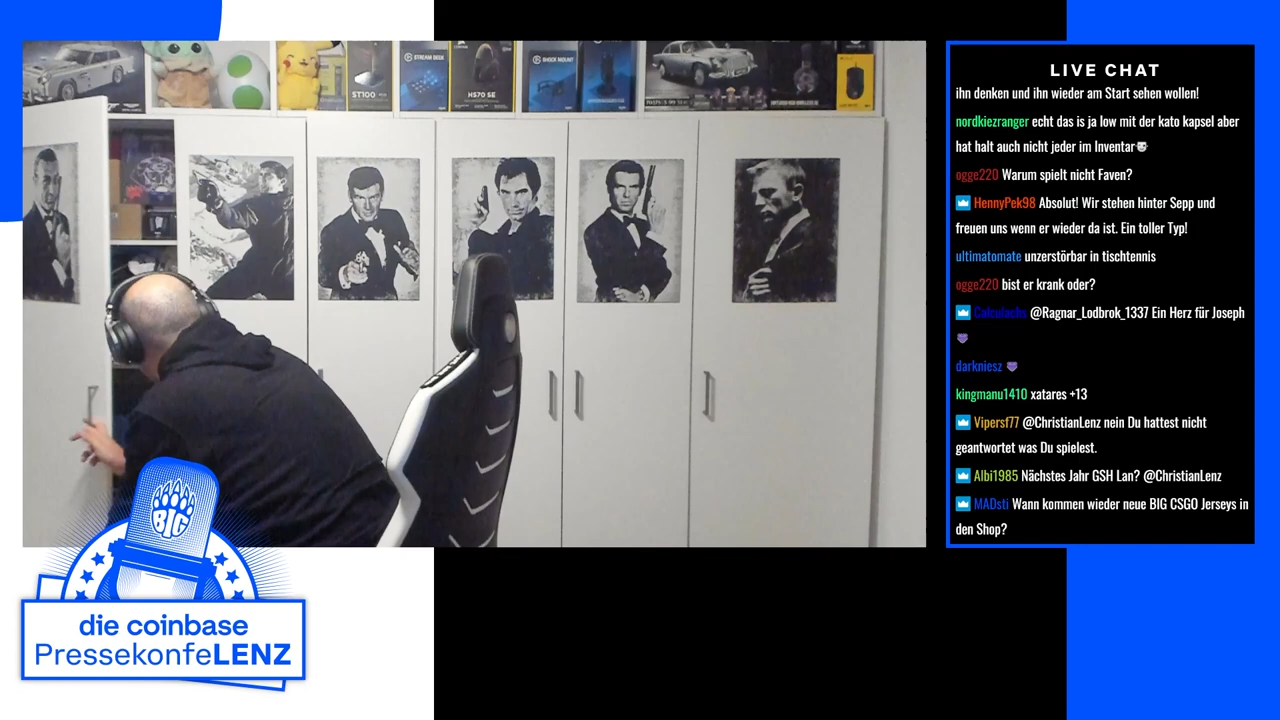 STREAM DECK
ST100
HS70 SE
SHOCK MOUNT
LIVE CHAT
ihn denken und ihn wieder am Start sehen wollen!
nordkiezranger echt das is ja low mit der kato kapsel aber
hat halt auch nicht jeder im Inventar
ogge220 Warum spielt nicht Faven?
HennyPek98 Absolut! Wir stehen hinter Sepp und
freuen uns wenn er wieder da ist. Ein toller Typ!
ultimatomate unzerstörbar in tischtennis
ogge220 bist er krank oder?
Calculachs @Ragnar_Lodbrok_1337 Ein Herz für Joseph
darkniesz
kingmanu1410 xatares +13
Vipersf77 @ChristianLenz nein Du hattest nicht
geantwortet was Du spielest.
Albi1985 Nächstes Jahr GSH Lan? @ChristianLenz
MADsti Wann kommen wieder neue BIG CSGO Jerseys in
den Shop?
BIG
die coinbase
PressekonfeLENZ